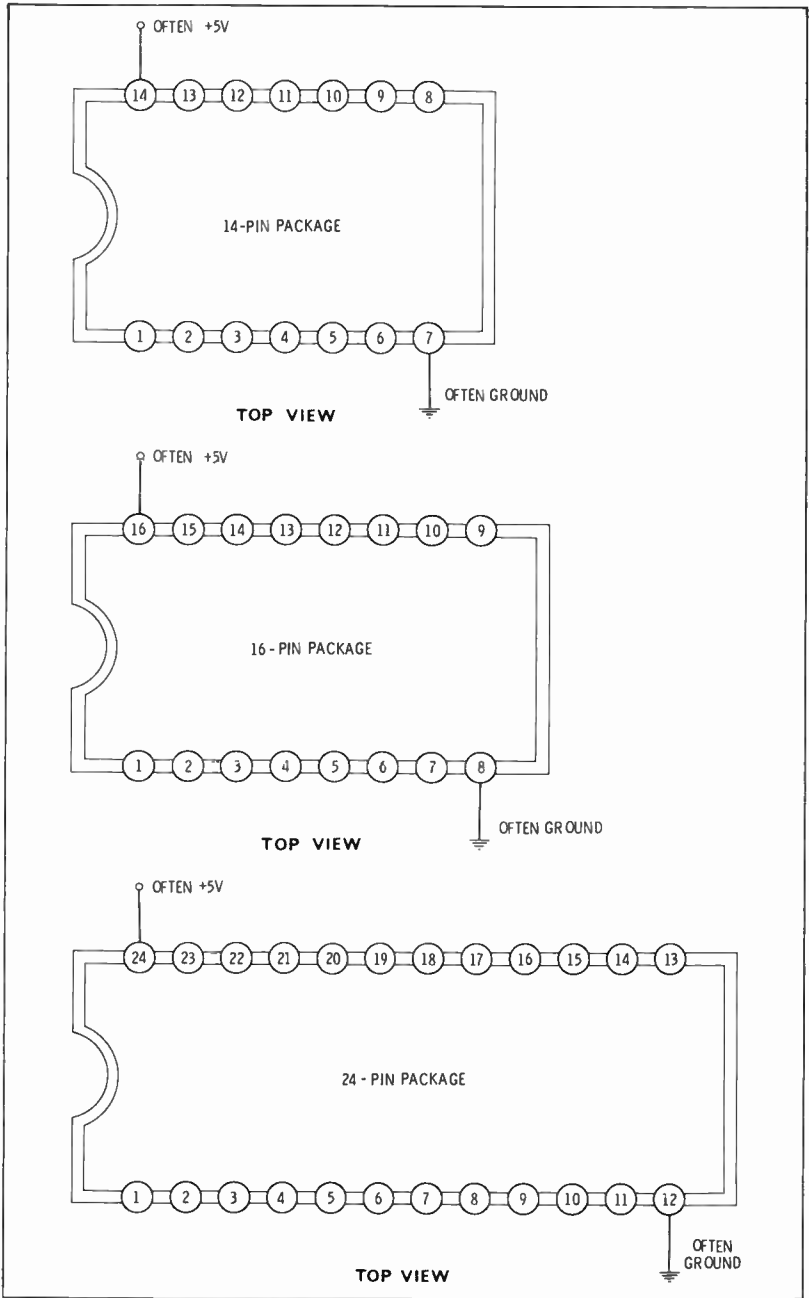 OFTEN +5V
14 13 12 11 10 9 8
14-PIN PACKAGE
1 2 3 4 5 6 7
OFTEN GROUND
TOP VIEW
OFTEN +5V
16 15 14 13 12 11 10 9
16-PIN PACKAGE
1 2 3 4 5 6 7 8
OFTEN GROUND
TOP VIEW
OFTEN +5V
24 23 22 21 20 19 18 17 16 15 14 13
24-PIN PACKAGE
1 2 3 4 5 6 7 8 9 10 11 12
OFTEN
GROUND
TOP VIEW